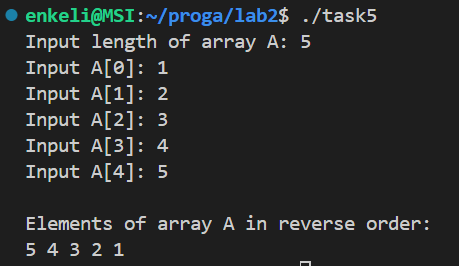 enkeli@MSI:~/proga/lab2$ ./task5
Input length of array A: 5
Input A[0]: 1
Input A[1]: 2
Input A[2]: 3
Input A[3]: 4
Input A[4]: 5
Elements of array A in reverse order:
5 4 3 2 1